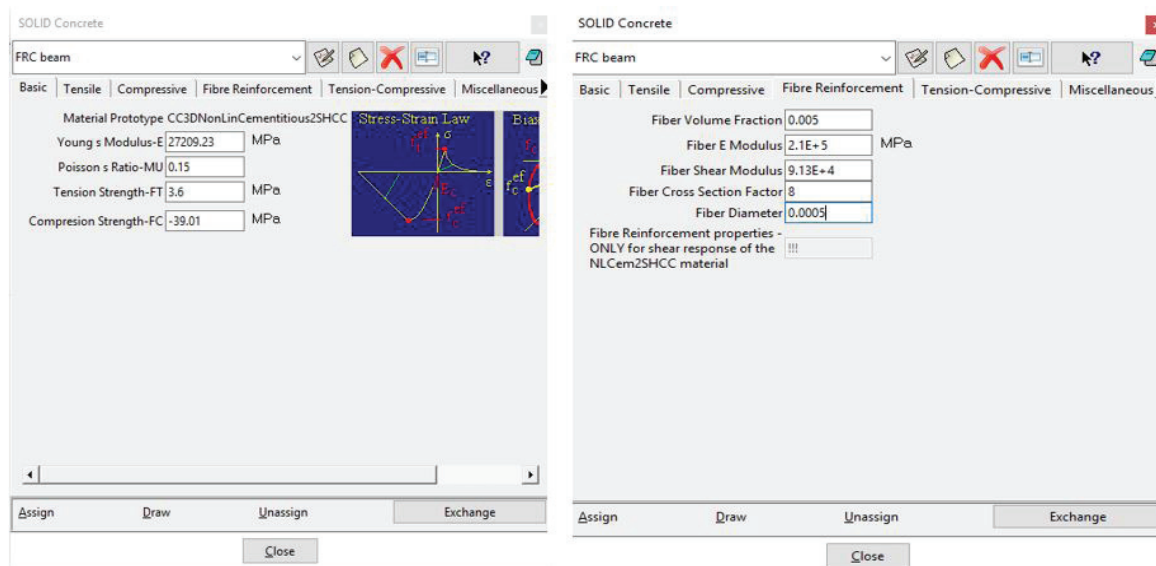 SOLID Concrete
FRC beam
Basic Tensile Compressive Fibre Reinforcement Tension-Compressive Miscellaneous
Material Prototype CC3DNonLinCementitious2SHCC
Young s Modulus-E 27209.23 MPa
Poisson s Ratio-MU 0.15
Tension Strength-FT 3.6 MPa
Compresion Strength-FC -39.01 MPa
Stress-Strain Law
Biax
Assign Draw Unassign Exchange
Close
SOLID Concrete
FRC beam
Basic Tensile Compressive Fibre Reinforcement Tension-Compressive Miscellaneous
Fiber Volume Fraction 0.005
Fiber E Modulus 2.1E+5 MPa
Fiber Shear Modulus 9.13E+4
Fiber Cross Section Factor 8
Fiber Diameter 0.0005
Fibre Reinforcement properties -
ONLY for shear response of the !!!
NLCem2SHCC material
Assign Draw Unassign Exchange
Close